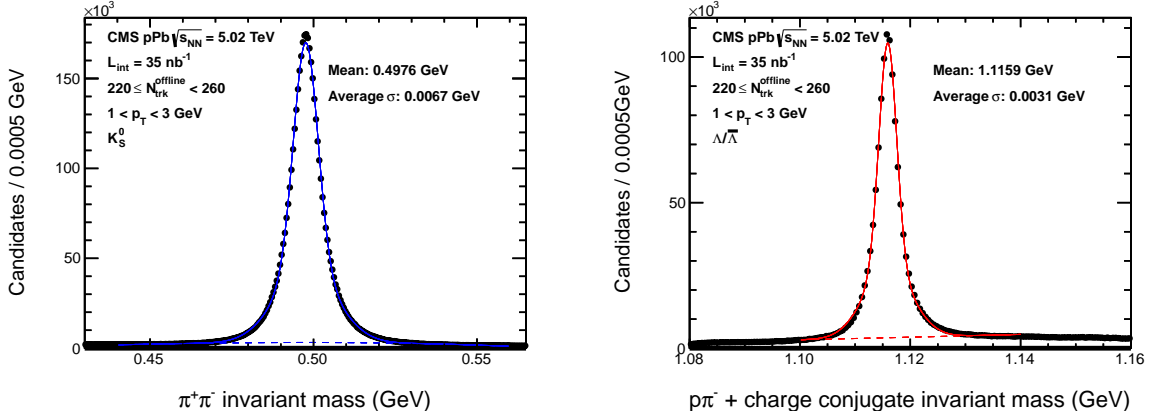 ×10³
CMS pPb √s_NN = 5.02 TeV
L_int = 35 nb⁻¹
220 ≤ N_trk^offline < 260
1 < p_T < 3 GeV
K_S^0
Mean: 0.4976 GeV
Average σ: 0.0067 GeV
Candidates / 0.0005 GeV
150
100
50
0
0.45
0.50
0.55
π⁺π⁻ invariant mass (GeV)
×10³
CMS pPb √s_NN = 5.02 TeV
L_int = 35 nb⁻¹
220 ≤ N_trk^offline < 260
1 < p_T < 3 GeV
Λ/Λ̅
Mean: 1.1159 GeV
Average σ: 0.0031 GeV
Candidates / 0.0005GeV
100
50
0
1.08
1.10
1.12
1.14
1.16
pπ⁻ + charge conjugate invariant mass (GeV)